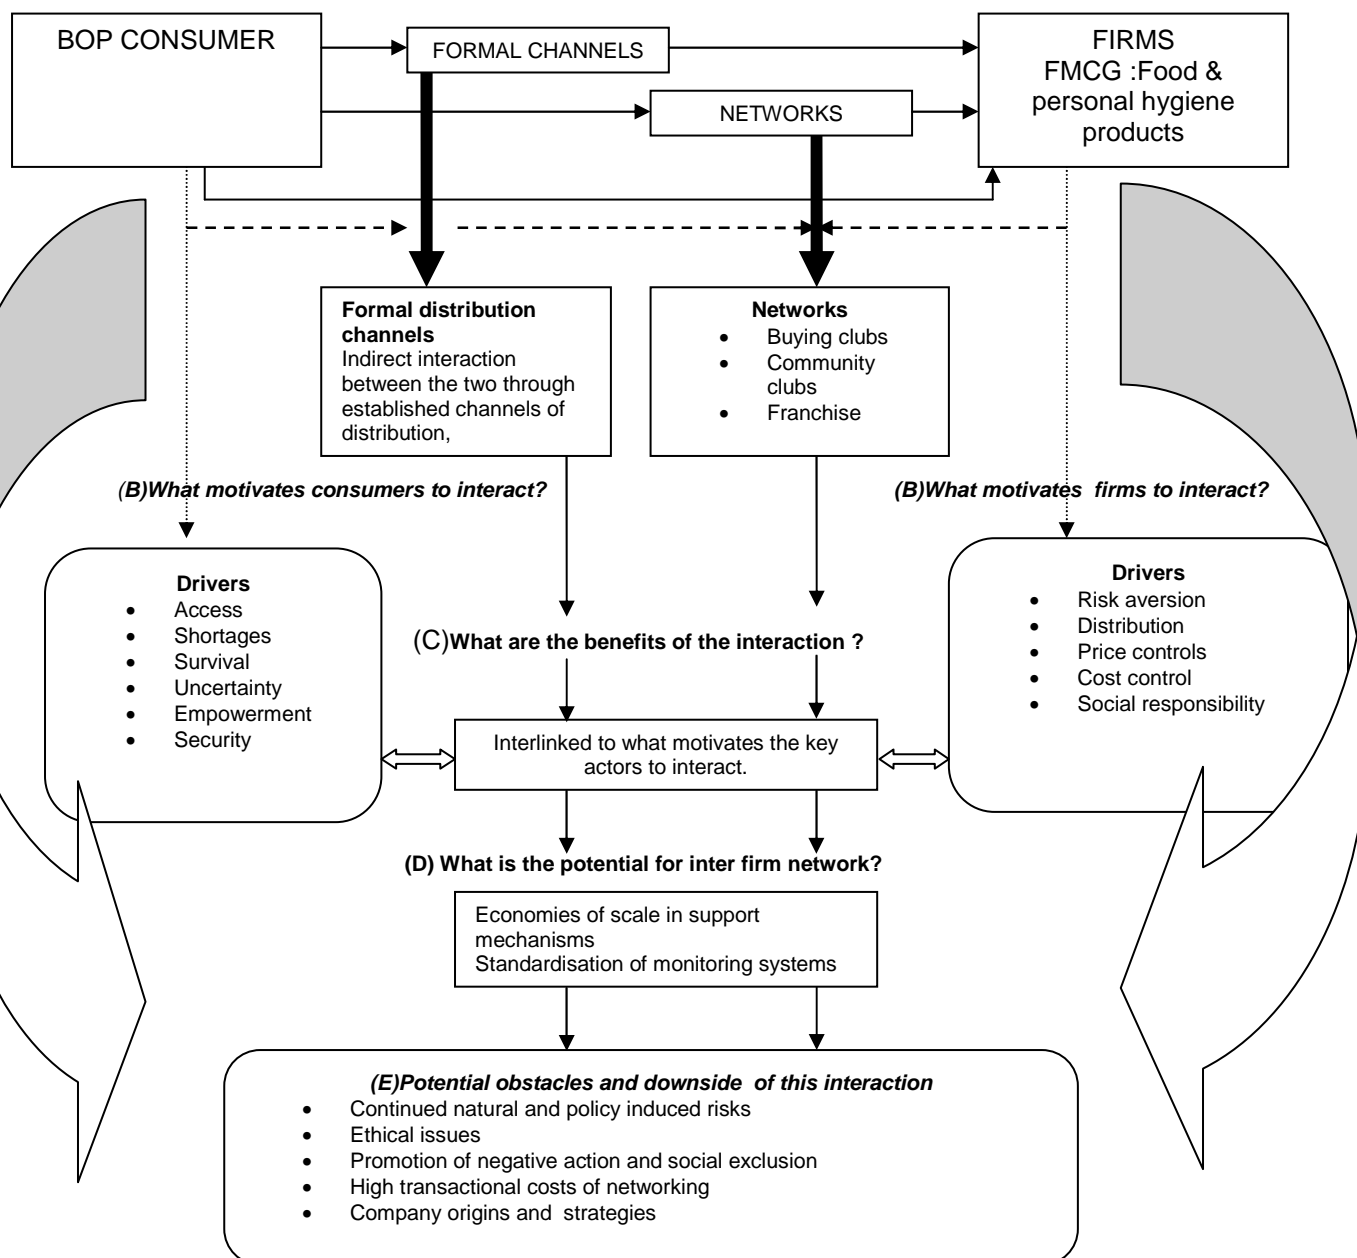 BOP CONSUMER
FORMAL CHANNELS
NETWORKS
FIRMS
FMCG :Food &
personal hygiene
products
Formal distribution
channels
Indirect interaction
between the two through
established channels of
distribution,
Networks
• Buying clubs
• Community
clubs
• Franchise
(B)What motivates consumers to interact?
(B)What motivates firms to interact?
Drivers
• Access
• Shortages
• Survival
• Uncertainty
• Empowerment
• Security
Drivers
• Risk aversion
• Distribution
• Price controls
• Cost control
• Social responsibility
(C)What are the benefits of the interaction ?
Interlinked to what motivates the key
actors to interact.
(D) What is the potential for inter firm network?
Economies of scale in support
mechanisms
Standardisation of monitoring systems
(E)Potential obstacles and downside of this interaction
• Continued natural and policy induced risks
• Ethical issues
• Promotion of negative action and social exclusion
• High transactional costs of networking
• Company origins and strategies